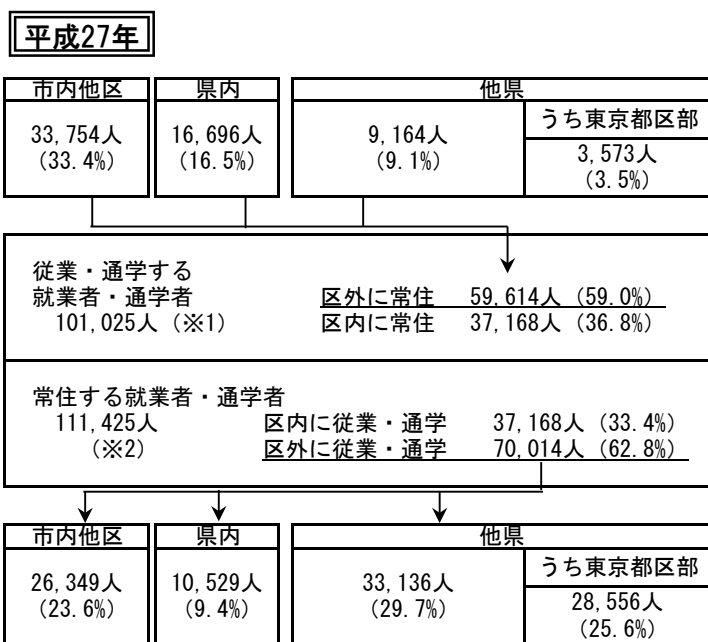 平成27年
市内他区 県内 他県
33,754人 16,696人 9,164人 うち東京都区部
(33.4%) (16.5%) (9.1%) 3,573人
(3.5%)
従業・通学する
就業者・通学者 区外に常住 59,614人 (59.0%)
101,025人 (※1) 区内に常住 37,168人 (36.8%)
常住する就業者・通学者
111,425人 区内に従業・通学 37,168人 (33.4%)
(※2) 区外に従業・通学 70,014人 (62.8%)
市内他区 県内 他県
26,349人 10,529人 33,136人 うち東京都区部
(23.6%) (9.4%) (29.7%) 28,556人
(25.6%)